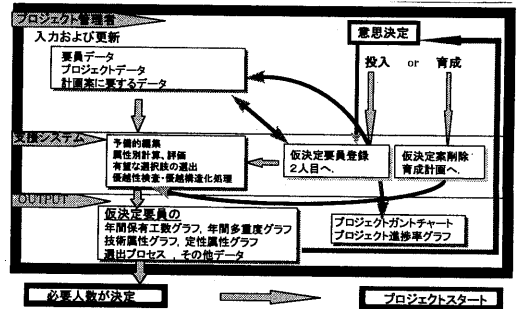 プロジェクト管理者
入力および更新
要員データ
プロジェクトデータ
計画案に要するデータ
意思決定
投入 or 育成
支援システム
予備的編集
属性別計算、評価
有望な選択肢の選出
優越性検査・優越構造化処理
仮決定要員登録
2人目へ.
仮決定案削除
育成計画へ.
OUTPUT
仮決定要員の
年間保有工数グラフ, 年間多重度グラフ
技術属性グラフ, 定性属性グラフ
選出プロセス , その他データ
プロジェクトガントチャート
プロジェクト進捗率グラフ
必要人数が決定
プロジェクトスタート